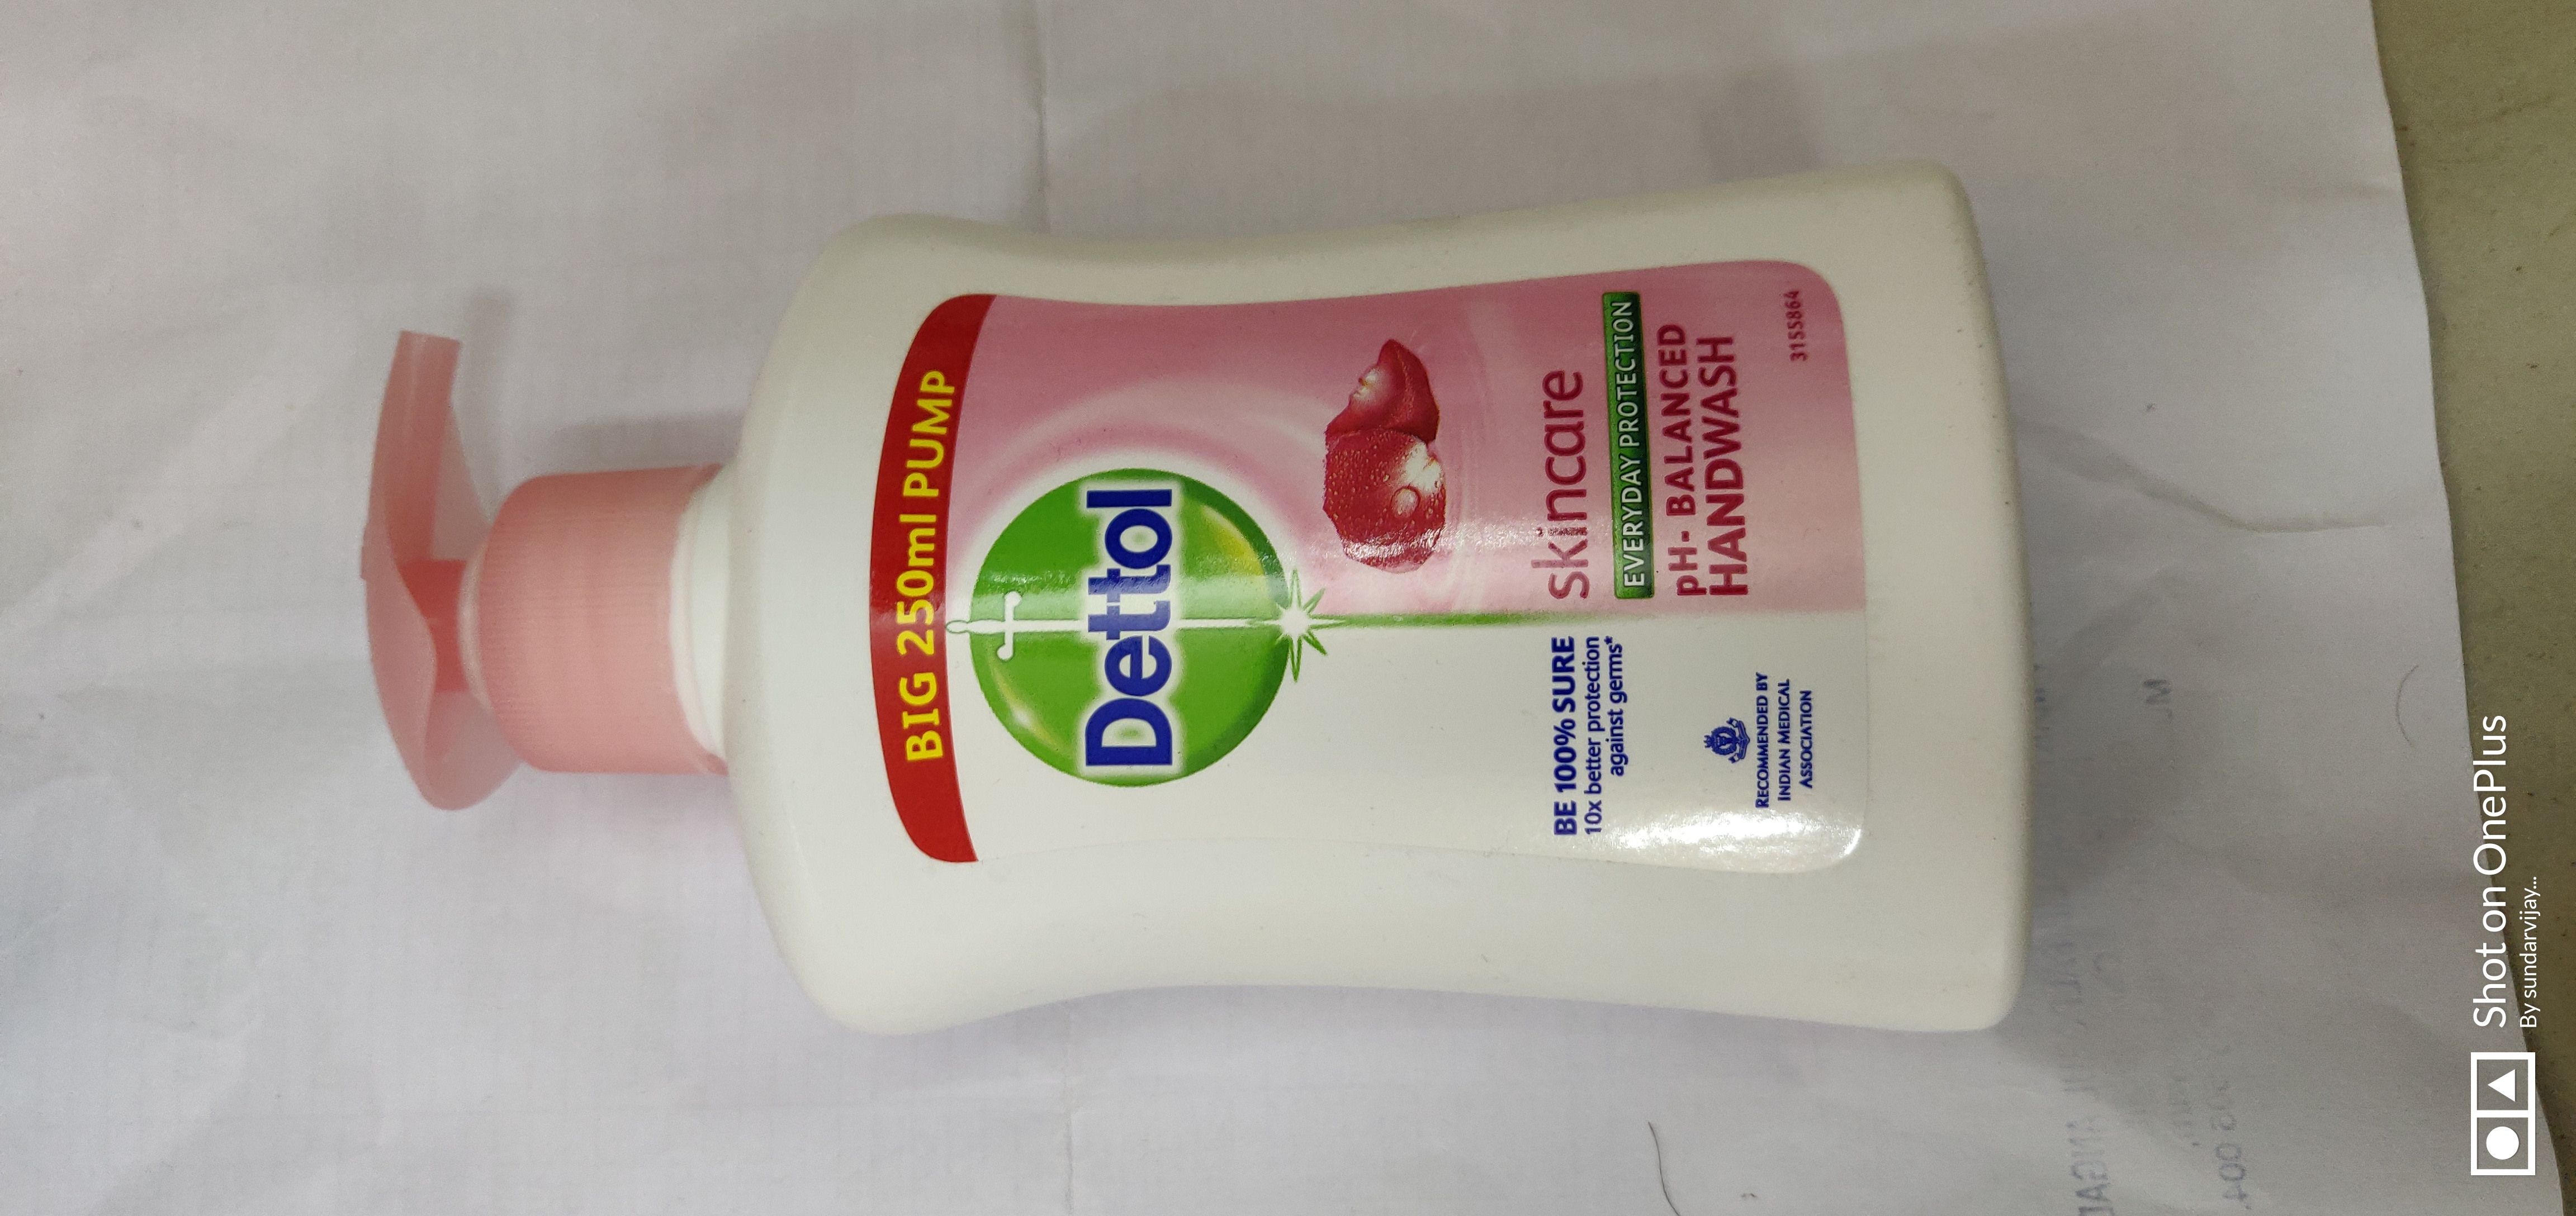 BIG 250ml PUMP
Dettol
BE 100% SURE
10x better protection
against germs*
RECOMMENDED BY
INDIAN MEDICAL
ASSOCIATION
skincare
EVERYDAY PROTECTION
pH- BALANCED
HANDWASH
3155864
Shot on OnePlus
By sundarvijay...